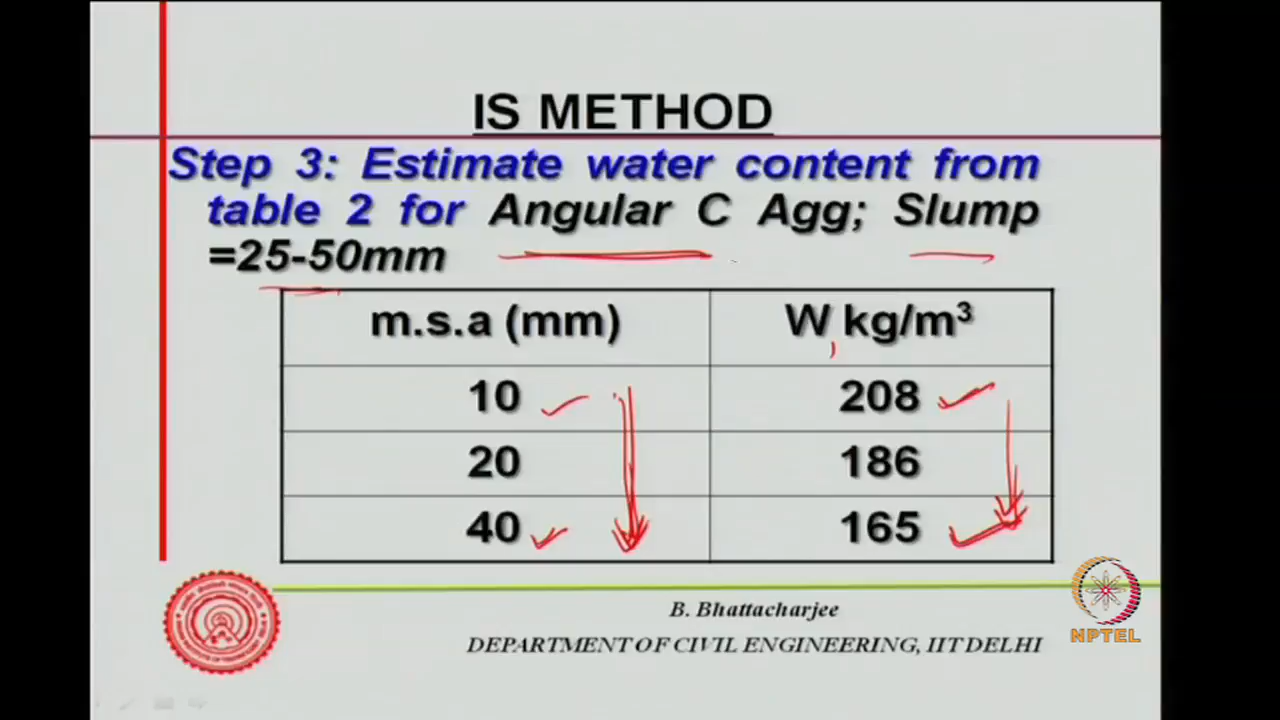 IS METHOD
Step 3: Estimate water content from
table 2 for Angular C Agg; Slump
=25-50mm
m.s.a (mm) W kg/m³
10 208
20 186
40 165
B. Bhattacharjee
DEPARTMENT OF CIVIL ENGINEERING, IIT DELHI
NPTEL